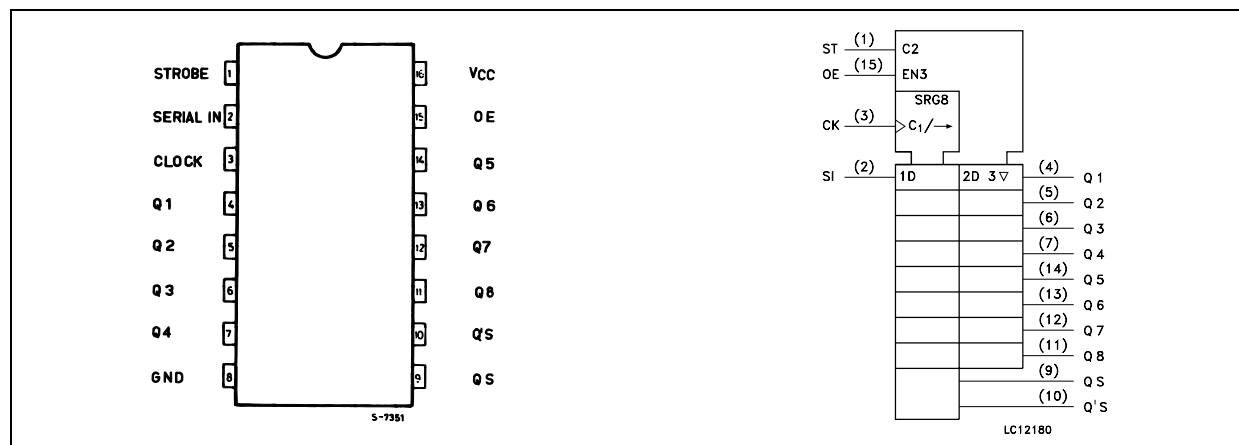 STROBE 1 16 VCC
SERIAL IN 2 15 OE
CLOCK 3 14 Q5
Q1 4 13 Q6
Q2 5 12 Q7
Q3 6 11 Q8
Q4 7 10 Q'S
GND 8 9 QS
S-7351
ST (1) C2
OE (15) EN3
SRG8
CK (3) C1/→
SI (2) 1D 2D 3▽ (4) Q1
(5) Q2
(6) Q3
(7) Q4
(14) Q5
(13) Q6
(12) Q7
(11) Q8
(9) QS
(10) Q'S
LC12180